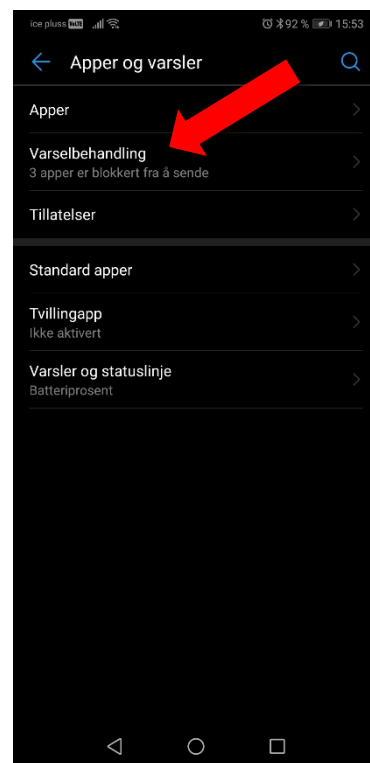 ice pluss VoLTE 92 % 15:53
Apper og varsler
Apper
Varselbehandling
3 apper er blokkert fra å sende
Tillatelser
Standard apper
Tvillingapp
Ikke aktivert
Varsler og statuslinje
Batteriprosent